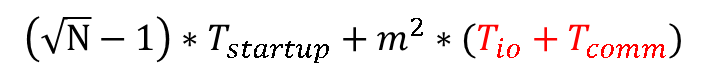 (√N − 1) ∗ T_startup + m² ∗ (T_io + T_comm)